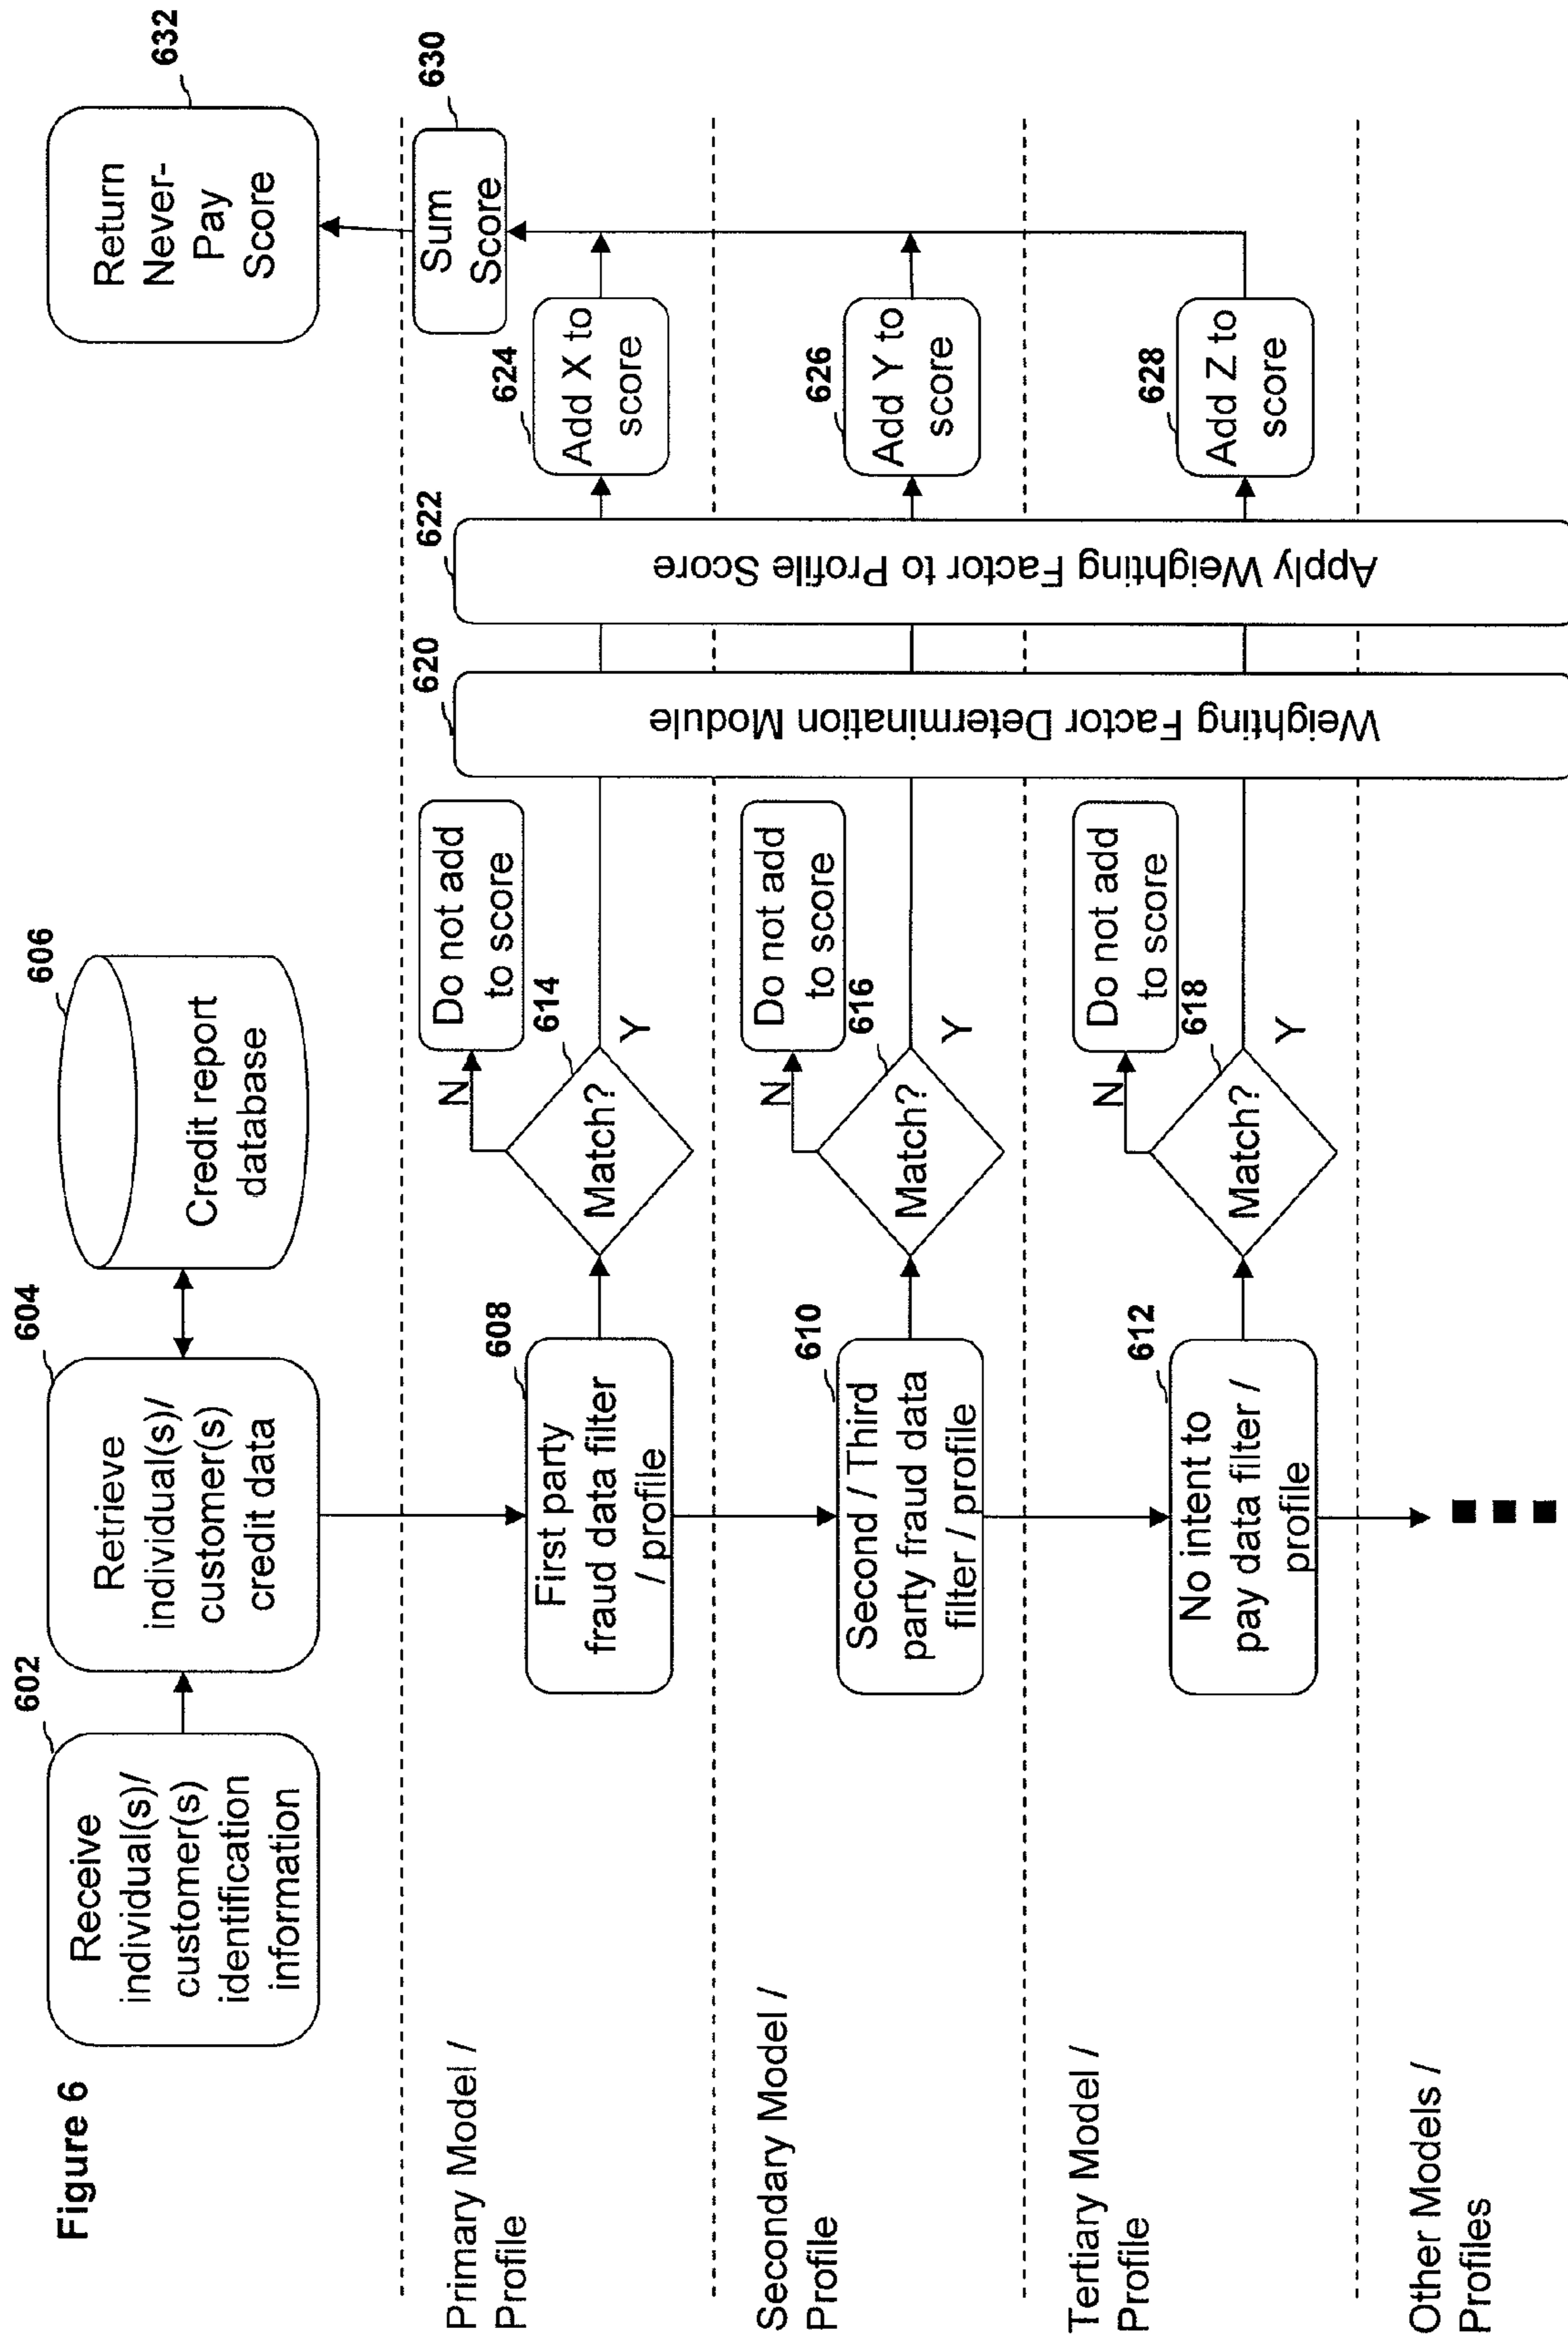 Figure 6
602
Receive
individual(s)/
customer(s)
identification
information
604
Retrieve
individual(s)/
customer(s)
credit data
606
Credit report
database
632
Return
Never-
Pay
Score
Primary Model /
Profile
608
First party
fraud data filter
/ profile
614
Match?
N
Y
Do not add
to score
620
Weighting Factor Determination Module
622
Apply Weighting Factor to Profile Score
624
Add X to
score
630
Sum
Score
Secondary Model /
Profile
610
Second / Third
party fraud data
filter / profile
616
Match?
N
Y
Do not add
to score
626
Add Y to
score
Tertiary Model /
Profile
612
No intent to
pay data filter /
profile
618
Match?
N
Y
Do not add
to score
628
Add Z to
score
Other Models /
Profiles